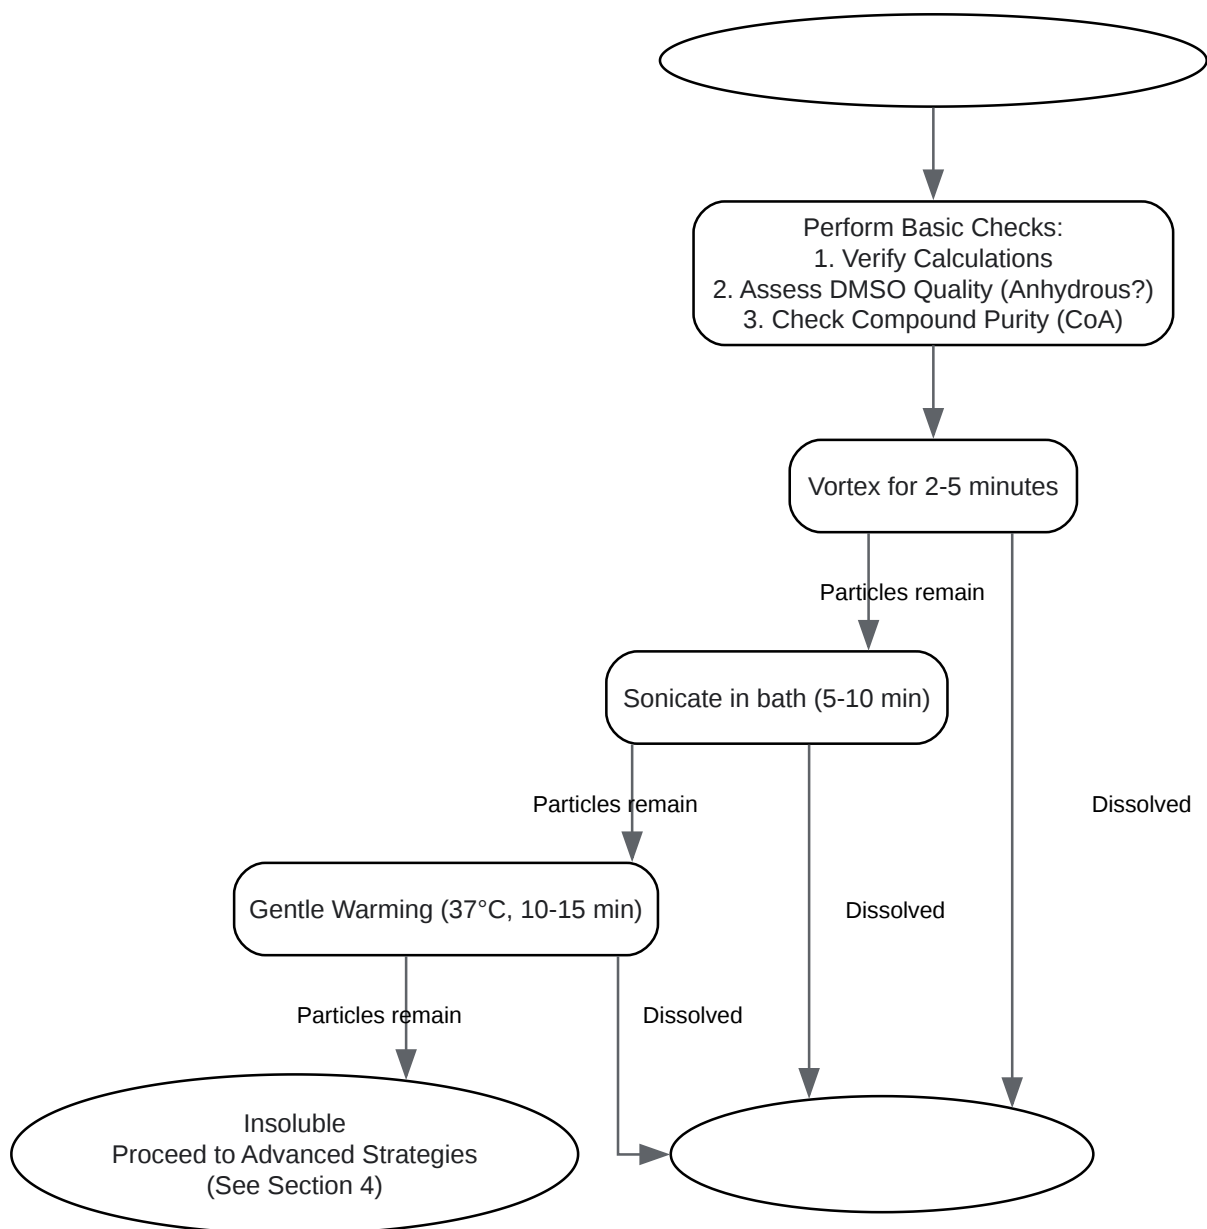 Perform Basic Checks:
1. Verify Calculations
2. Assess DMSO Quality (Anhydrous?)
3. Check Compound Purity (CoA)
Vortex for 2-5 minutes
Particles remain
Sonicate in bath (5-10 min)
Particles remain
Dissolved
Gentle Warming (37°C, 10-15 min)
Dissolved
Particles remain
Dissolved
Insoluble
Proceed to Advanced Strategies
(See Section 4)